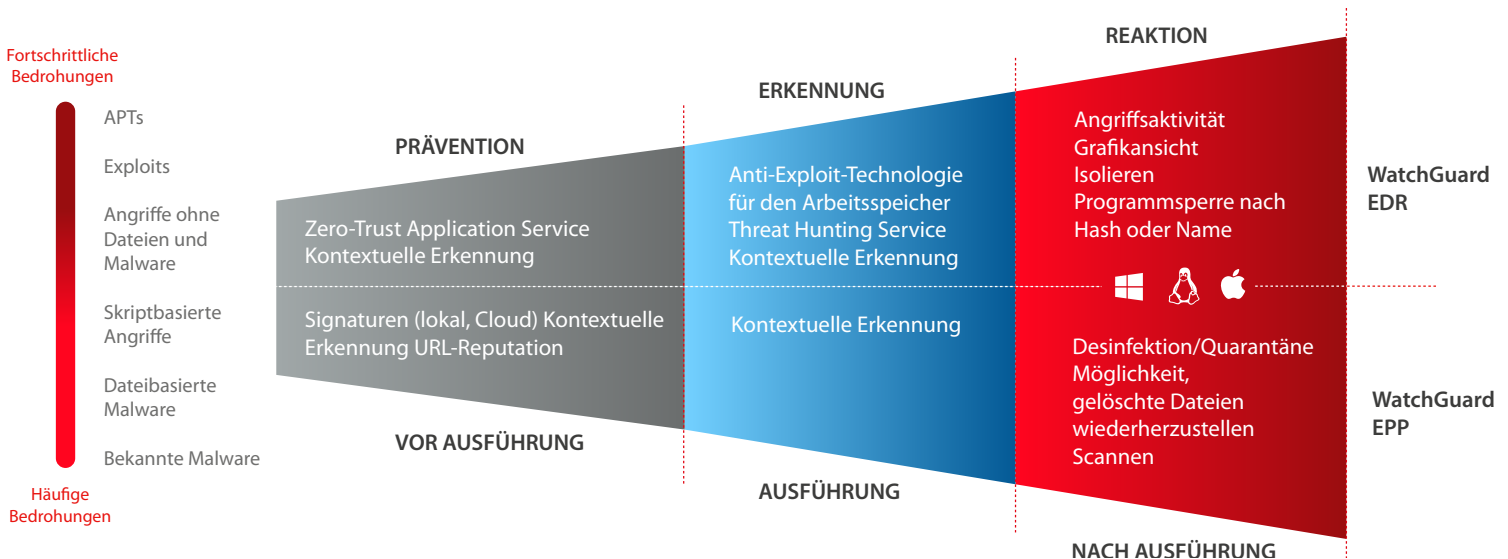 Fortschrittliche
Bedrohungen
APTs
Exploits
Angriffe ohne
Dateien und
Malware
Skriptbasierte
Angriffe
Dateibasierte
Malware
Bekannte Malware
Häufige
Bedrohungen
PRÄVENTION
Zero-Trust Application Service
Kontextuelle Erkennung
Signaturen (lokal, Cloud) Kontextuelle
Erkennung URL-Reputation
VOR AUSFÜHRUNG
ERKENNUNG
Anti-Exploit-Technologie
für den Arbeitsspeicher
Threat Hunting Service
Kontextuelle Erkennung
Kontextuelle Erkennung
AUSFÜHRUNG
REAKTION
Angriffsaktivität
Grafikansicht
Isolieren
Programmsperre nach
Hash oder Name
Desinfektion/Quarantäne
Möglichkeit,
gelöschte Dateien
wiederherzustellen
Scannen
NACH AUSFÜHRUNG
WatchGuard
EDR
WatchGuard
EPP